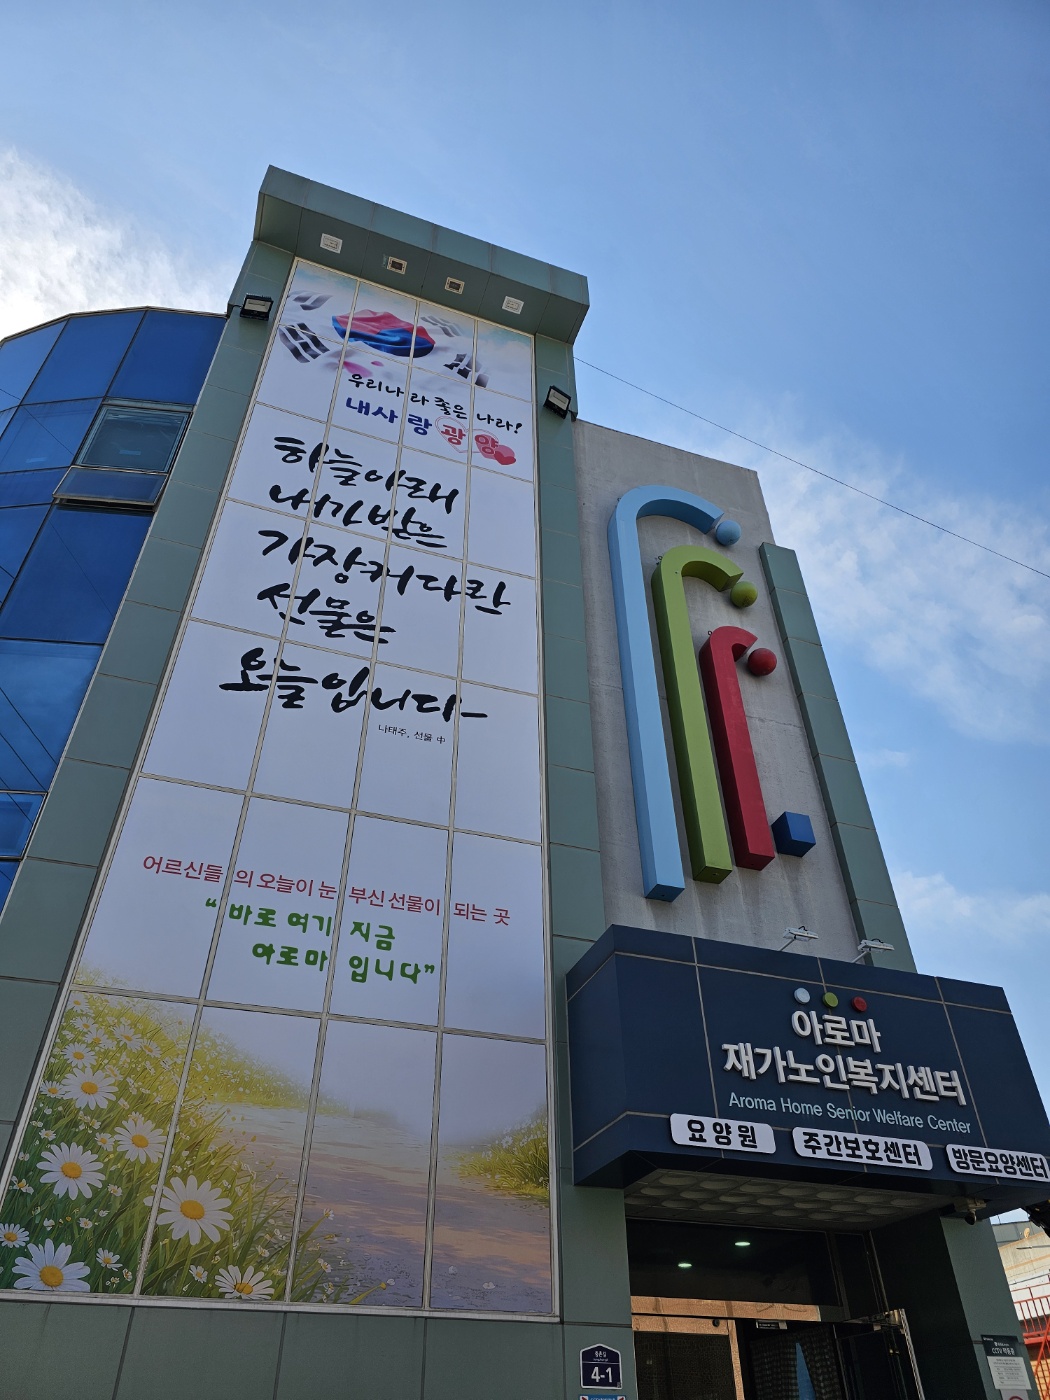 우리나라 좋은 나라!
내사랑 광양
하늘아래
내가 받은
가장 커다란
선물은
오늘입니다
나태주, 선물 中
어르신들의 오늘이 눈부신 선물이 되는 곳
“바로 여기 지금
아로마 입니다”
아로마
재가노인복지센터
Aroma Home Senior Welfare Center
요양원
주간보호센터
방문요양센터
4-1